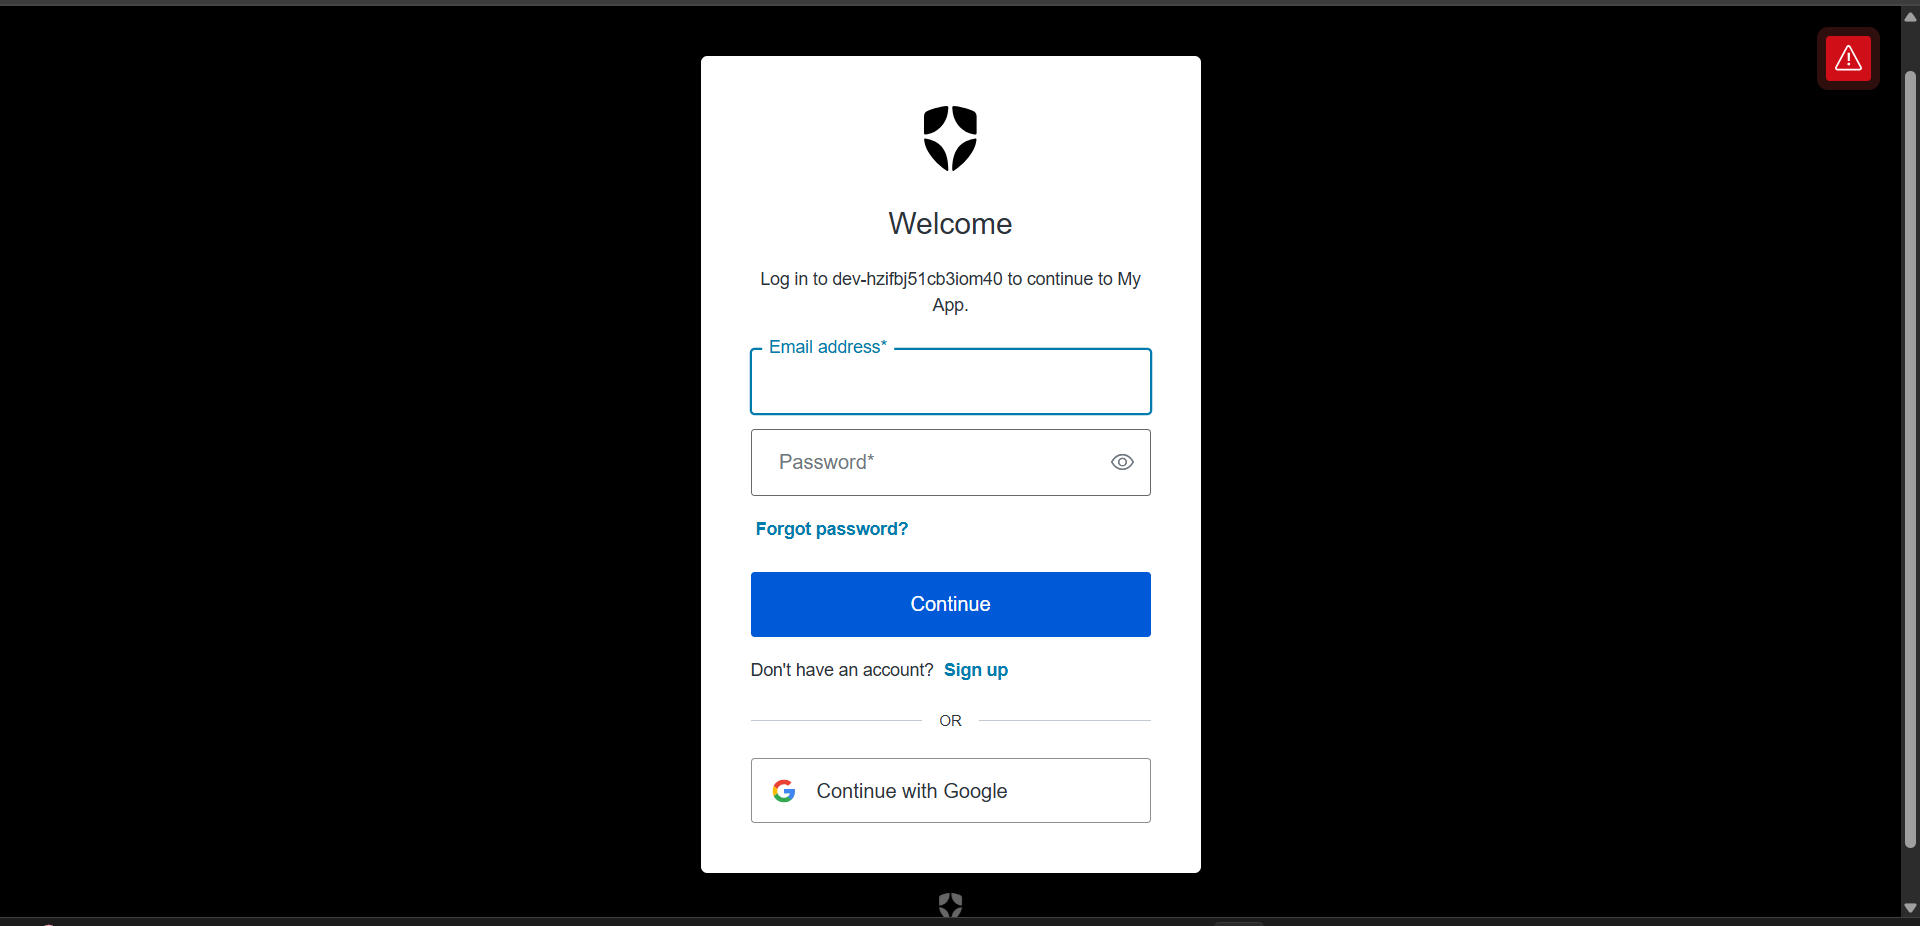 Welcome
Log in to dev-hzifbj51cb3iom40 to continue to My
App.
Email address*
Password*
Forgot password?
Continue
Don't have an account? Sign up
OR
Continue with Google